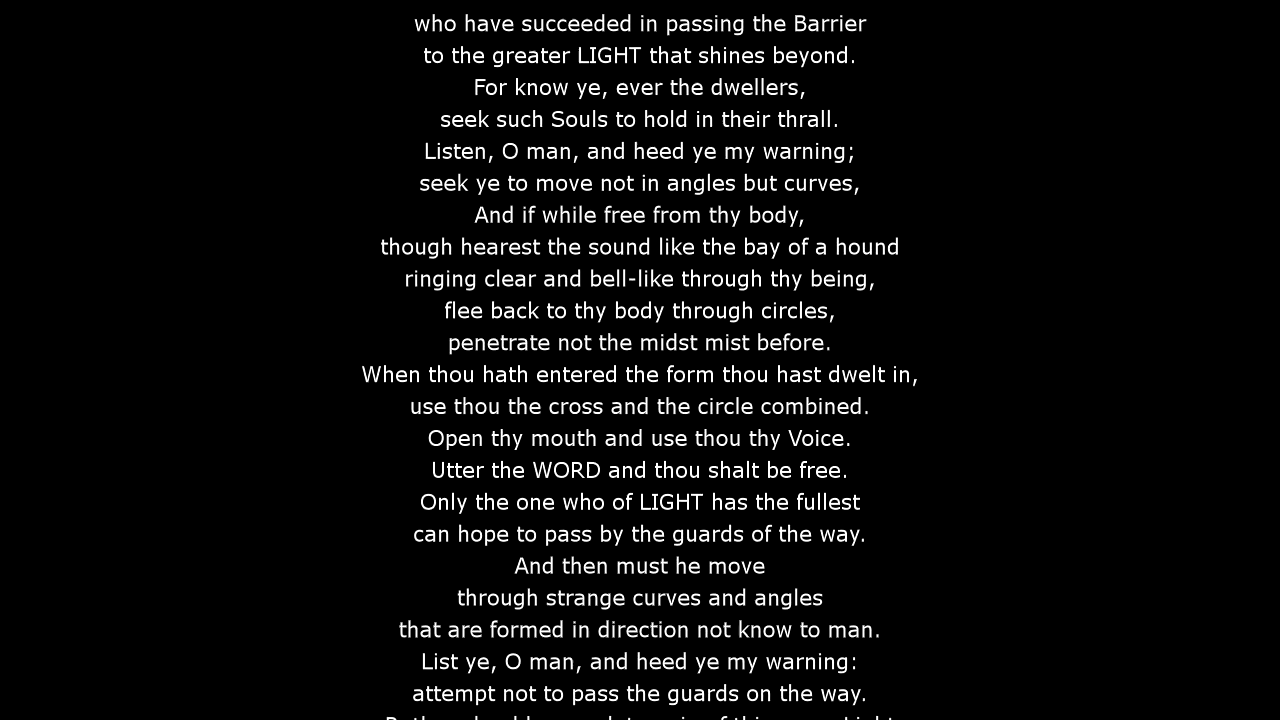 who have succeeded in passing the Barrier
to the greater LIGHT that shines beyond.
For know ye, ever the dwellers,
seek such Souls to hold in their thrall.
Listen, O man, and heed ye my warning;
seek ye to move not in angles but curves,
And if while free from thy body,
though hearest the sound like the bay of a hound
ringing clear and bell-like through thy being,
flee back to thy body through circles,
penetrate not the midst mist before.
When thou hath entered the form thou hast dwelt in,
use thou the cross and the circle combined.
Open thy mouth and use thou thy Voice.
Utter the WORD and thou shalt be free.
Only the one who of LIGHT has the fullest
can hope to pass by the guards of the way.
And then must he move
through strange curves and angles
that are formed in direction not know to man.
List ye, O man, and heed ye my warning:
attempt not to pass the guards on the way.